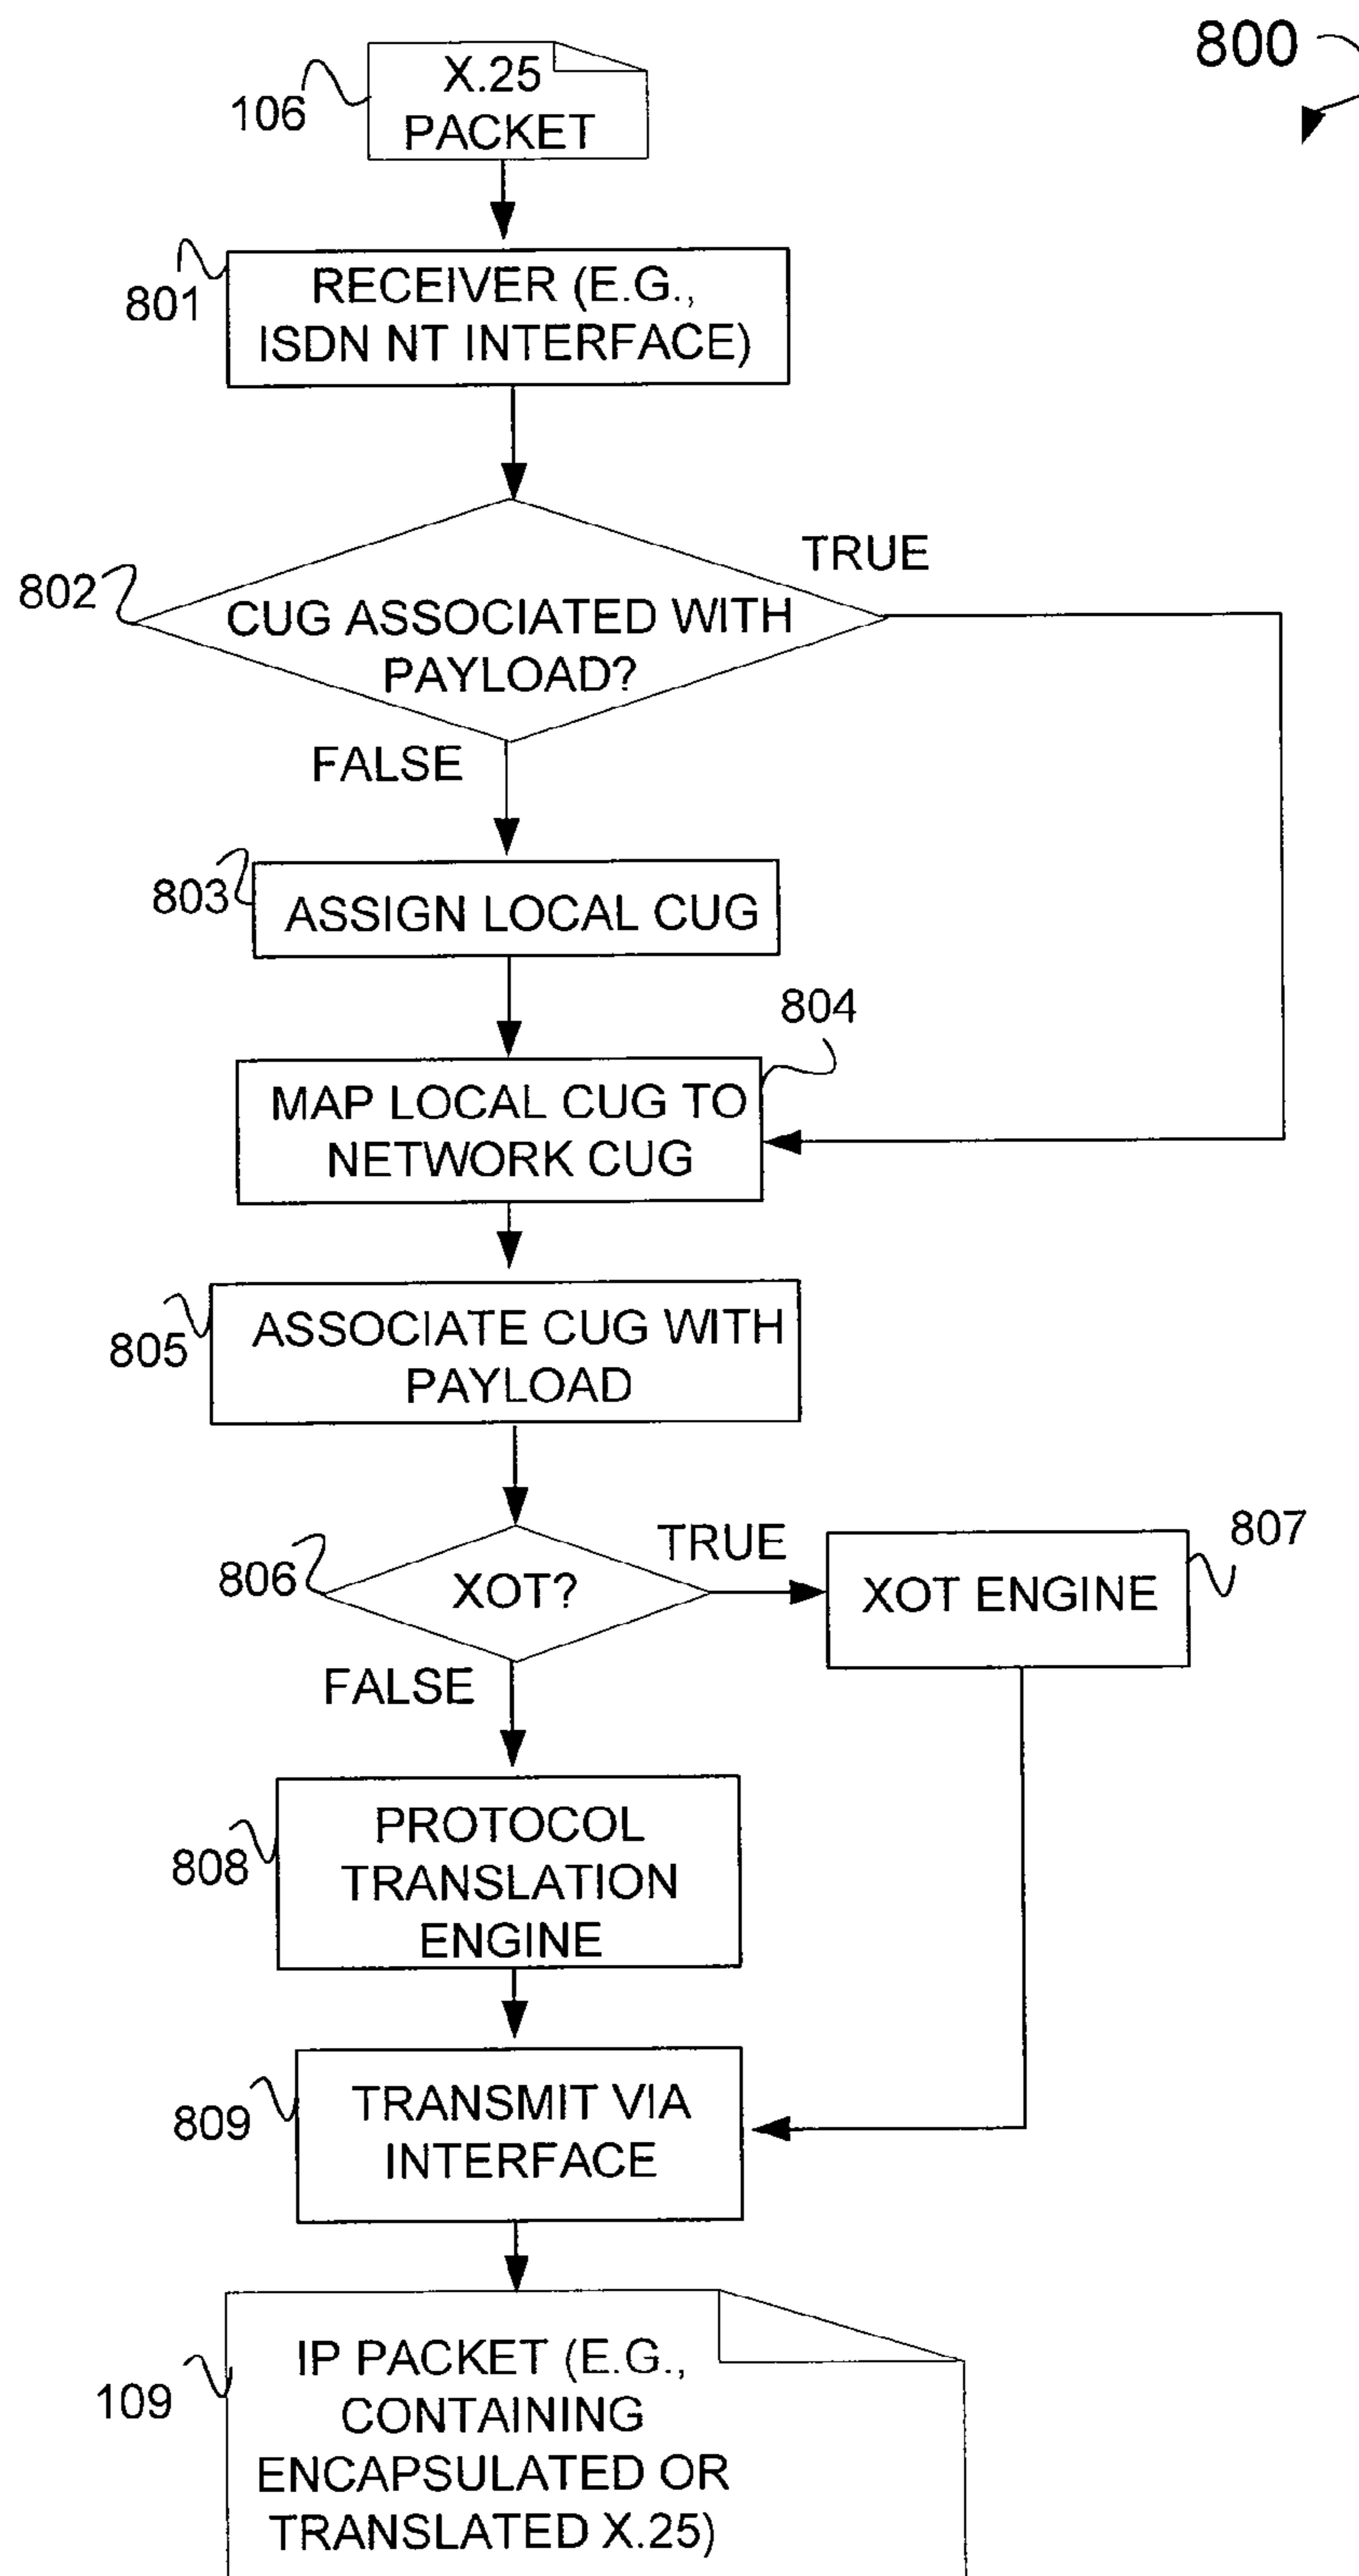 800
X.25
PACKET
106
RECEIVER (E.G.,
ISDN NT INTERFACE)
801
TRUE
802
CUG ASSOCIATED WITH
PAYLOAD?
FALSE
803
ASSIGN LOCAL CUG
804
MAP LOCAL CUG TO
NETWORK CUG
805
ASSOCIATE CUG WITH
PAYLOAD
806
XOT?
TRUE
807
XOT ENGINE
FALSE
808
PROTOCOL
TRANSLATION
ENGINE
809
TRANSMIT VIA
INTERFACE
109
IP PACKET (E.G.,
CONTAINING
ENCAPSULATED OR
TRANSLATED X.25)